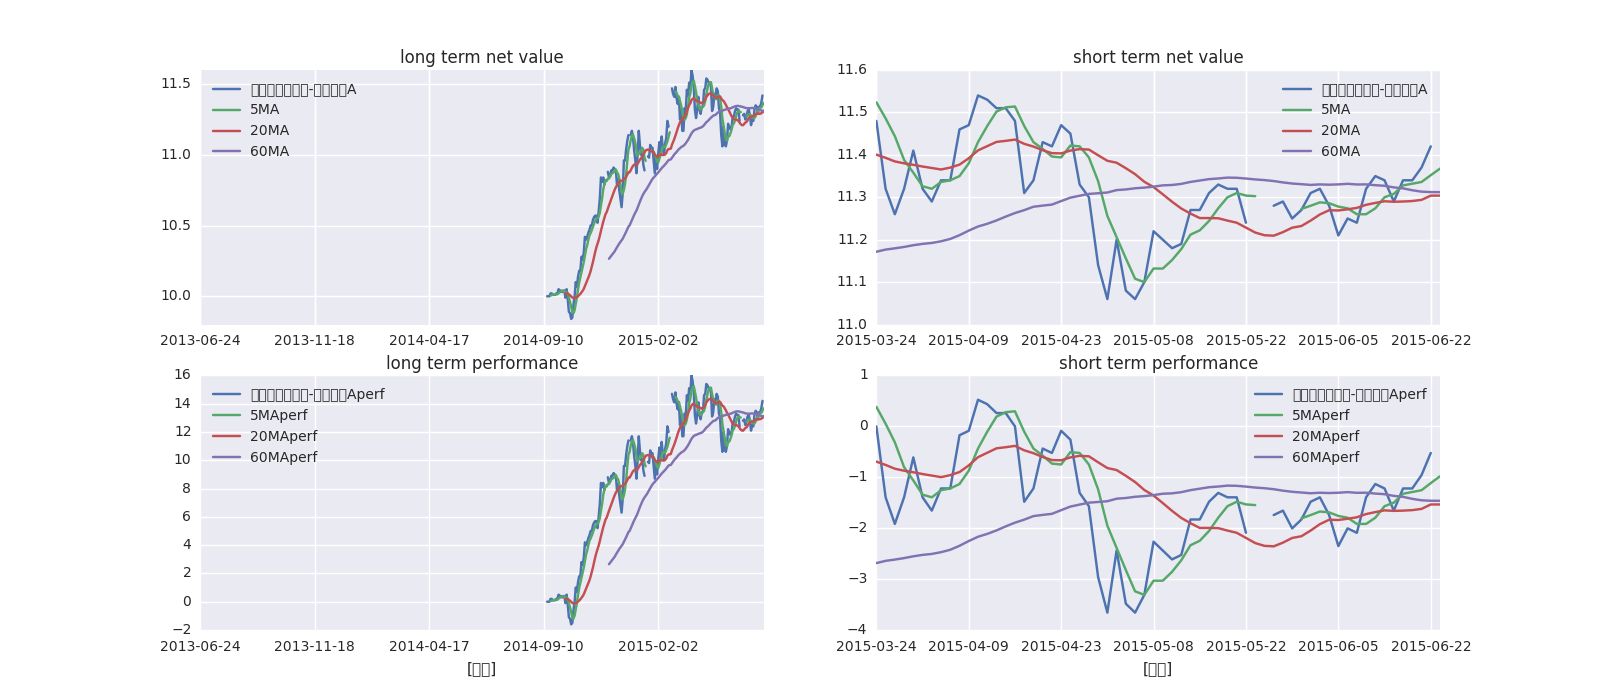 long term net value
11.5
11.0
10.5
10.0
-A
5MA
20MA
60MA
2013-06-24 2013-11-18 2014-04-17 2014-09-10 2015-02-02
short term net value
11.6
11.5
11.4
11.3
11.2
11.1
11.0
-A
5MA
20MA
60MA
2015-03-24 2015-04-09 2015-04-23 2015-05-08 2015-05-22 2015-06-05 2015-06-22
long term performance
16
14
12
10
8
6
4
2
0
−2
-Aperf
5MAperf
20MAperf
60MAperf
2013-06-24 2013-11-18 2014-04-17 2014-09-10 2015-02-02
[]
short term performance
1
0
−1
−2
−3
−4
-Aperf
5MAperf
20MAperf
60MAperf
2015-03-24 2015-04-09 2015-04-23 2015-05-08 2015-05-22 2015-06-05 2015-06-22
[]